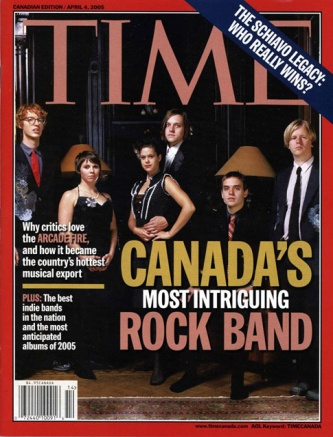 CANADIAN EDITION / APRIL 4, 2005
THE SCHIAVO LEGACY:
WHO REALLY WINS?
TIME
Why critics love
the ARCADE FIRE,
and how it became
the country's hottest
musical export
PLUS: The best
indie bands
in the nation
and the most
anticipated
albums of 2005
CANADA'S
MOST INTRIGUING
ROCK BAND
www.timecanada.com AOL Keyword: TIMECANADA